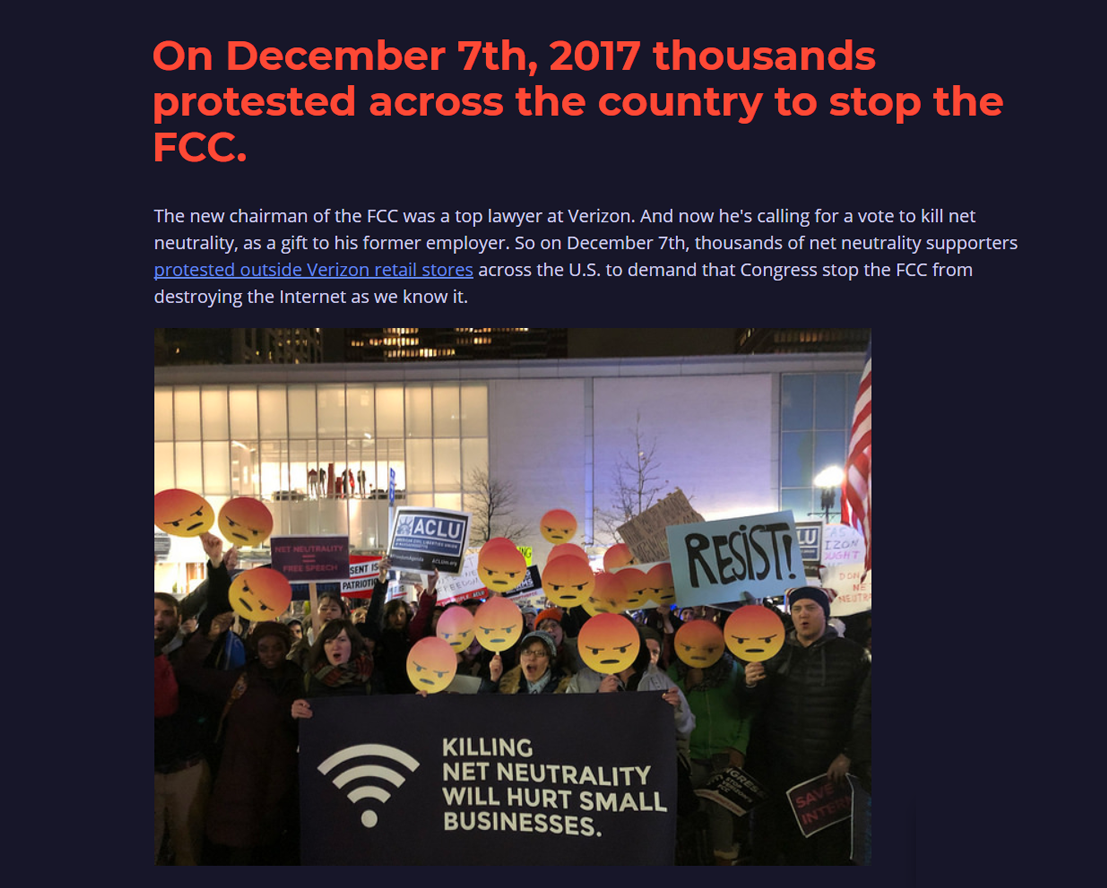 On December 7th, 2017 thousands
protested across the country to stop the
FCC.
The new chairman of the FCC was a top lawyer at Verizon. And now he's calling for a vote to kill net
neutrality, as a gift to his former employer. So on December 7th, thousands of net neutrality supporters
protested outside Verizon retail stores across the U.S. to demand that Congress stop the FCC from
destroying the Internet as we know it.
ACLU
NET NEUTRALITY
=
FREE SPEECH
RESIST!
KILLING
NET NEUTRALITY
WILL HURT SMALL
BUSINESSES.
SAVE